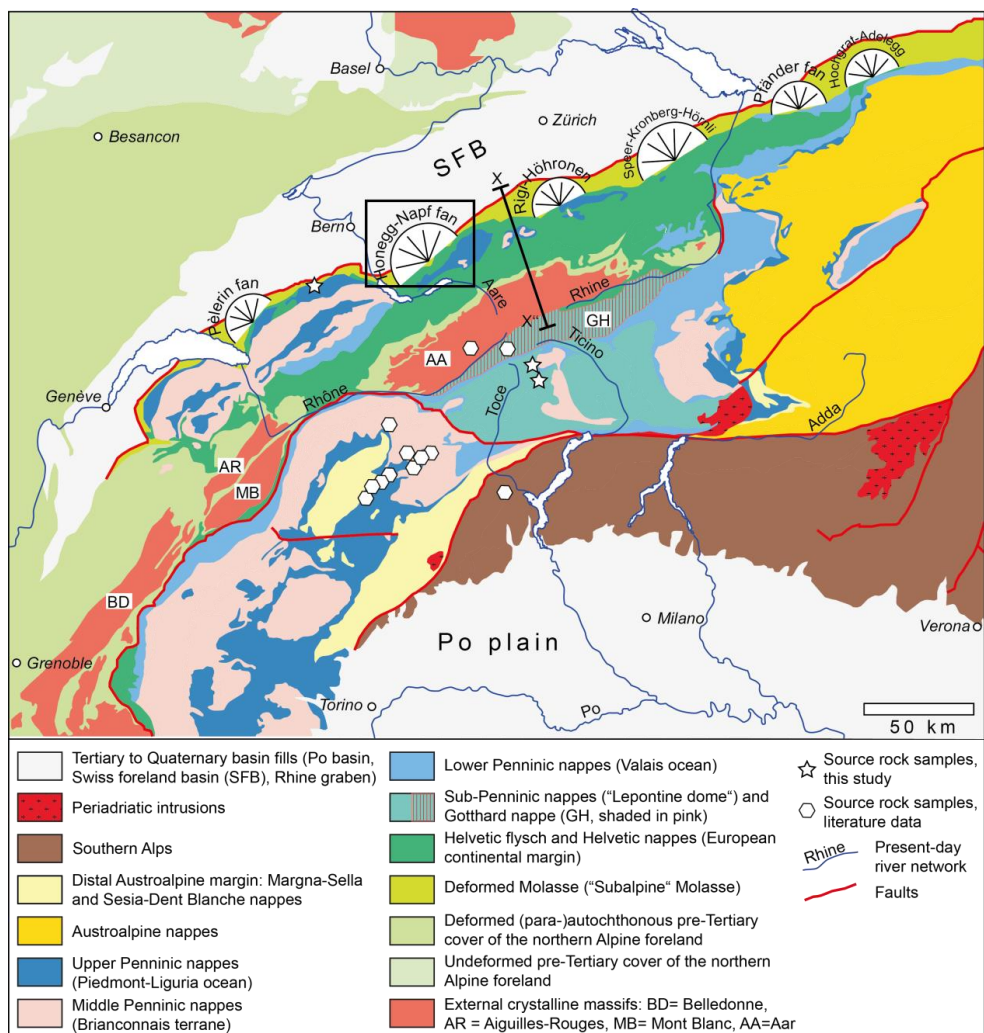 Basel
Besancon
Zürich
SFB
Bern
Hochgrat-Adelegg
Pfänder fan
Speer-Kronberg-Hörnli
Rigi-Höhronen
X
Honegg-Napf fan
Pèlerin fan
Aare
Rhine
GH
X"
Ticino
AA
Toce
Rhône
Genève
AR
MB
Adda
BD
Grenoble
Milano
Verona
Po plain
Torino
Po
50 km
Tertiary to Quaternary basin fills (Po basin,
Swiss foreland basin (SFB), Rhine graben)
Periadriatic intrusions
Southern Alps
Distal Austroalpine margin: Margna-Sella
and Sesia-Dent Blanche nappes
Austroalpine nappes
Upper Penninic nappes
(Piedmont-Liguria ocean)
Middle Penninic nappes
(Brianconnais terrane)
Lower Penninic nappes (Valais ocean)
Sub-Penninic nappes (“Lepontine dome“) and
Gotthard nappe (GH, shaded in pink)
Helvetic flysch and Helvetic nappes (European
continental margin)
Deformed Molasse (“Subalpine“ Molasse)
Deformed (para-)autochthonous pre-Tertiary
cover of the northern Alpine foreland
Undeformed pre-Tertiary cover of the northern
Alpine foreland
External crystalline massifs: BD= Belledonne,
AR = Aiguilles-Rouges, MB= Mont Blanc, AA=Aar
Source rock samples,
this study
Source rock samples,
literature data
Rhine
Present-day
river network
Faults